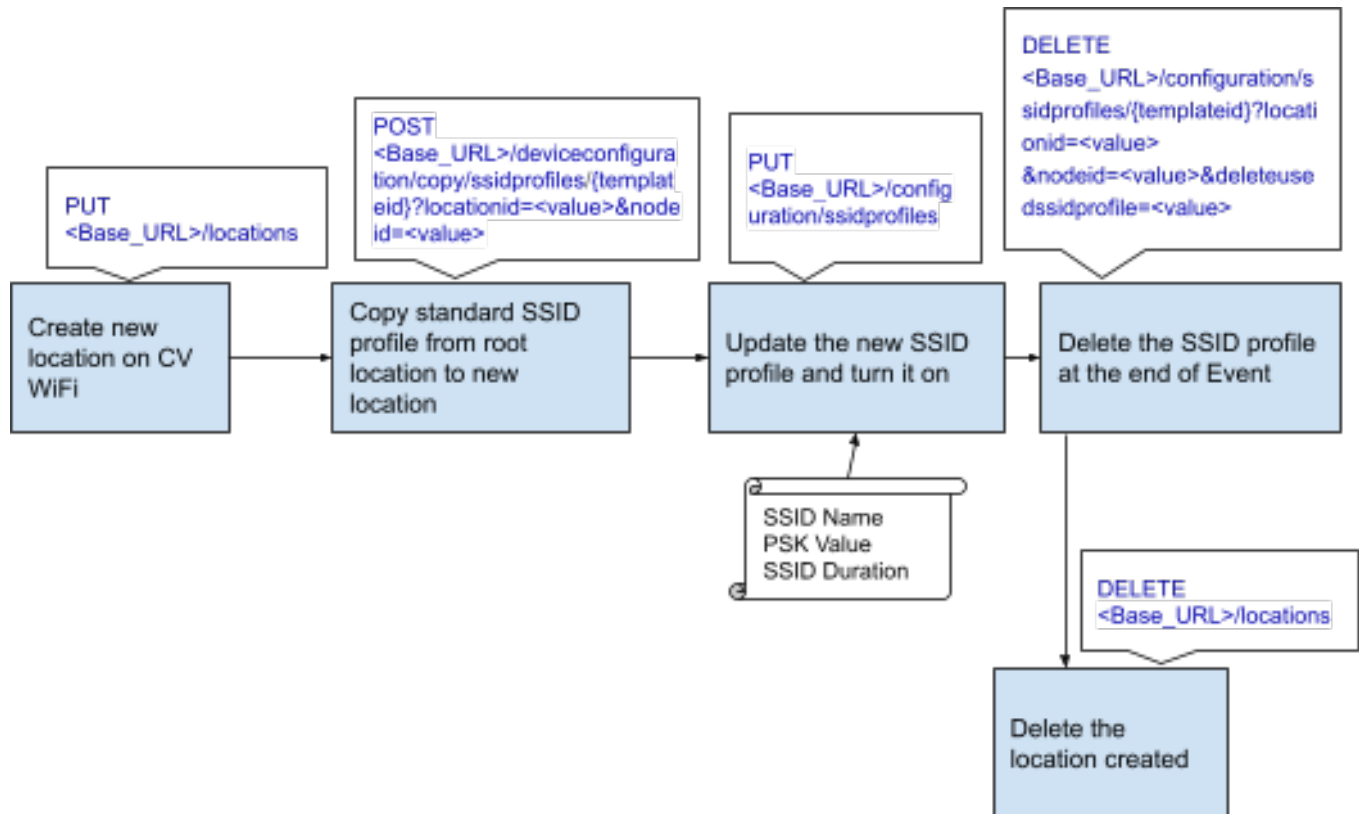 PUT
<Base_URL>/locations
POST
<Base_URL>/deviceconfigura
tion/copy/ssidprofiles/{templat
eid}?locationid=<value>&node
id=<value>
PUT
<Base_URL>/config
uration/ssidprofiles
DELETE
<Base_URL>/configuration/s
sidprofiles/{templateid}?locati
onid=<value>
&nodeid=<value>&deleteuse
dssidprofile=<value>
Create new
location on CV
WiFi
Copy standard SSID
profile from root
location to new
location
Update the new SSID
profile and turn it on
Delete the SSID profile
at the end of Event
SSID Name
PSK Value
SSID Duration
DELETE
<Base_URL>/locations
Delete the
location created